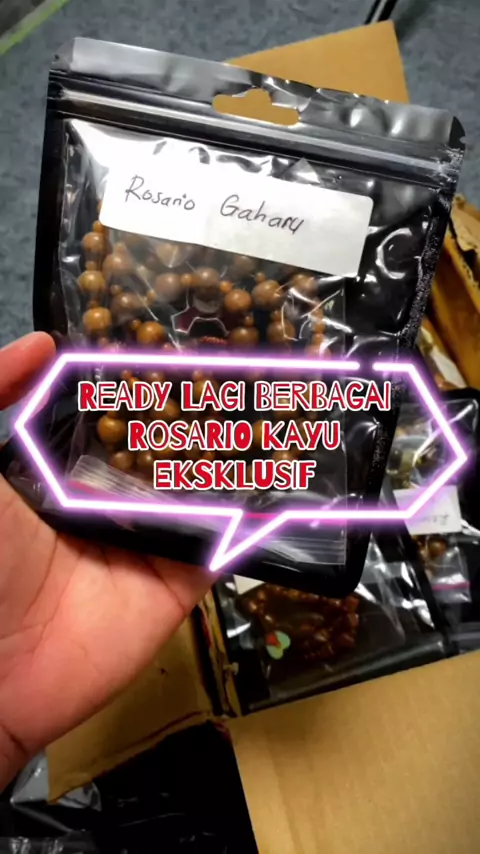 Rosario Gaharu
READY LAGI BERBAGAI
ROSARIO KAYU
EKSKLUSIF